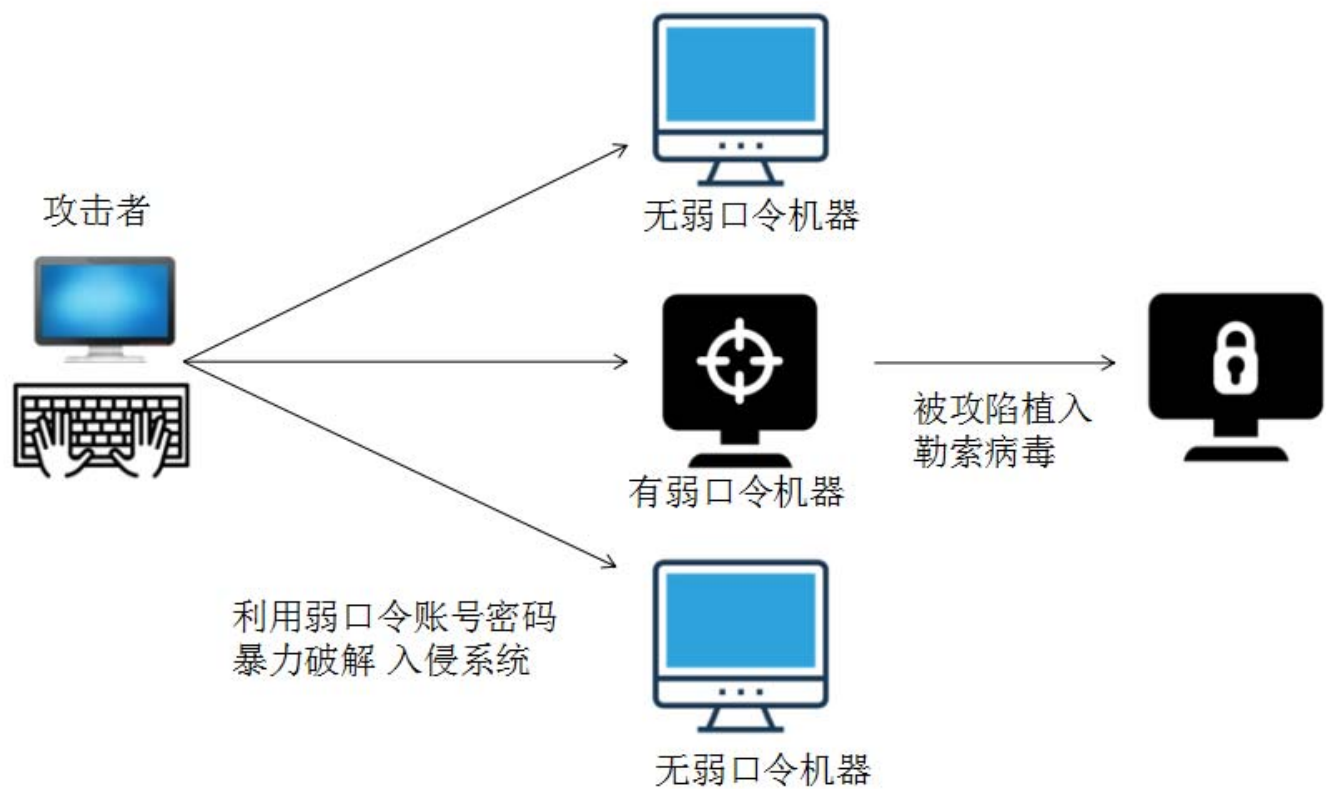 攻击者
无弱口令机器
有弱口令机器
被攻陷植入
勒索病毒
利用弱口令账号密码
暴力破解 入侵系统
无弱口令机器